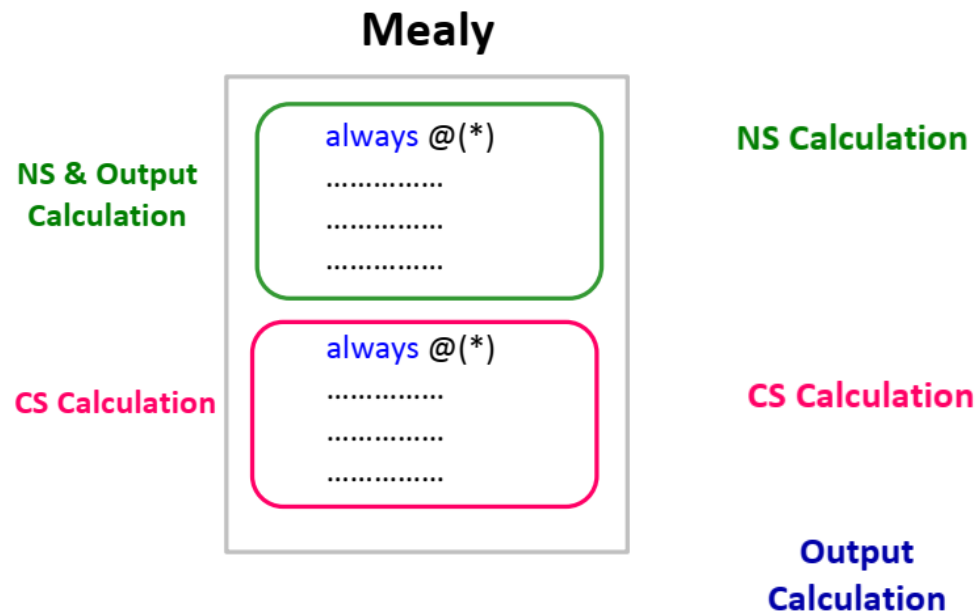 Mealy
NS & Output
Calculation
always @(*)
...............
...............
...............
CS Calculation
always @(*)
...............
...............
...............
NS Calculation
CS Calculation
Output
Calculation